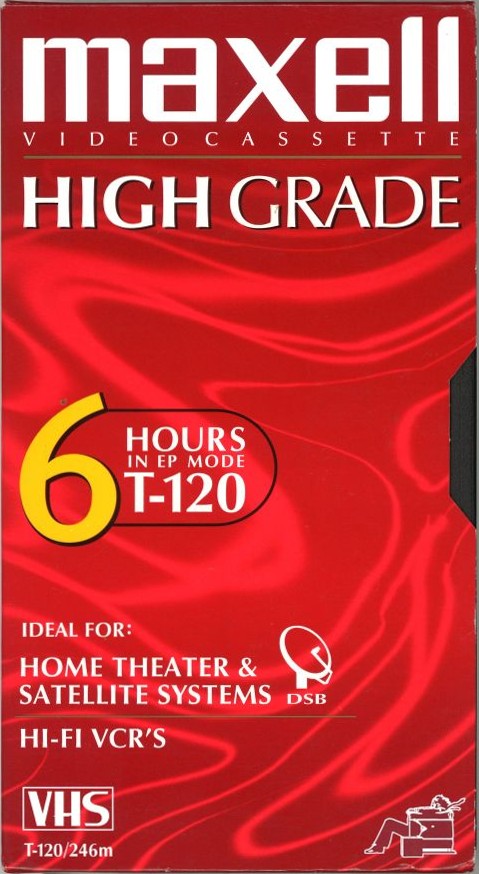 maxell
VIDEOCASSETTE
HIGH GRADE
6
HOURS
IN EP MODE
T-120
IDEAL FOR:
HOME THEATER &
SATELLITE SYSTEMS
DSB
HI-FI VCR'S
VHS
T-120/246m